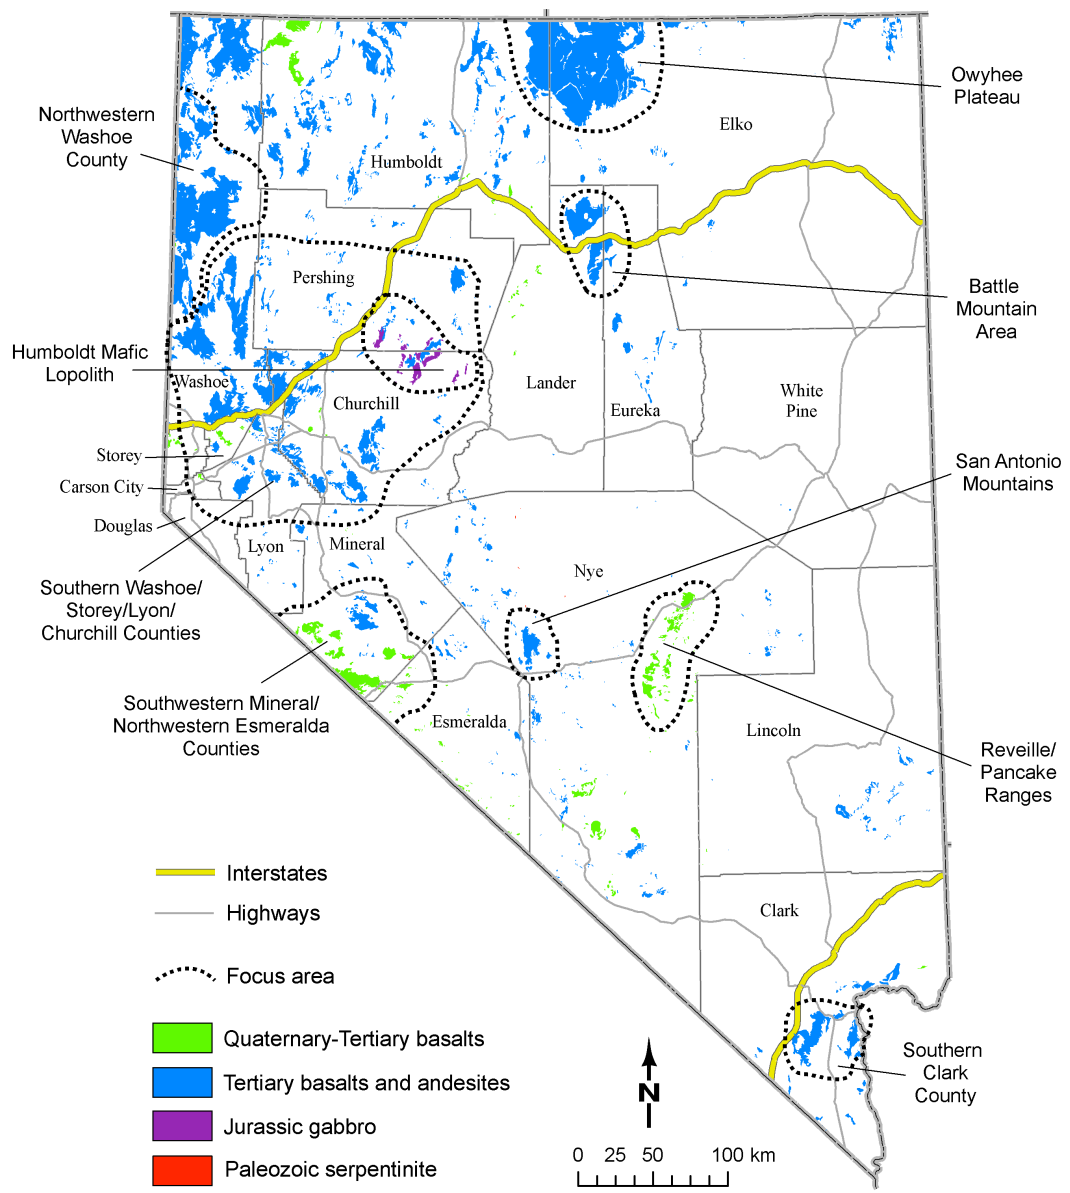 Owyhee
Plateau
Elko
Northwestern
Washoe
County
Humboldt
Pershing
Battle
Mountain
Area
Humboldt Mafic
Lopolith
Washoe
Churchill
Lander
Eureka
White
Pine
Storey
Carson City
Douglas
San Antonio
Mountains
Lyon
Mineral
Nye
Southern Washoe/
Storey/Lyon/
Churchill Counties
Southwestern Mineral/
Northwestern Esmeralda
Counties
Esmeralda
Lincoln
Reveille/
Pancake
Ranges
Interstates
Highways
Clark
Focus area
Quaternary-Tertiary basalts
Tertiary basalts and andesites
Jurassic gabbro
Paleozoic serpentinite
N
0 25 50 100 km
Southern
Clark
County